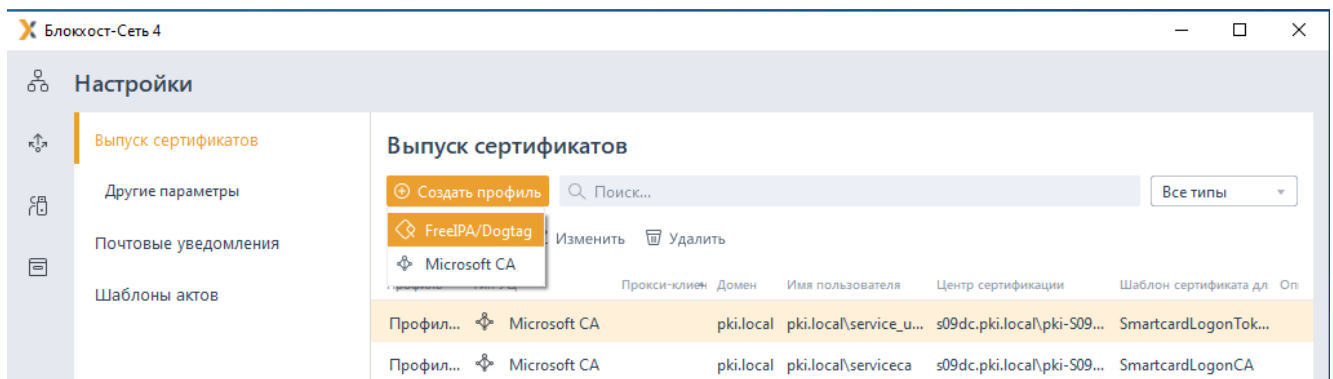 Блокхост-Сеть 4
Настройки
Выпуск сертификатов
Другие параметры
Почтовые уведомления
Шаблоны актов
Выпуск сертификатов
Создать профиль
Поиск...
Все типы
FreeIPA/Dogtag
Microsoft CA
Изменить Удалить
Прокси-клиен Домен Имя пользователя Центр сертификации Шаблон сертификата дл Опи
Профил... Microsoft CA pki.local pki.local\service_u... s09dc.pki.local\pki-S09... SmartcardLogonTok...
Профил... Microsoft CA pki.local pki.local\serviceca s09dc.pki.local\pki-S09... SmartcardLogonCA